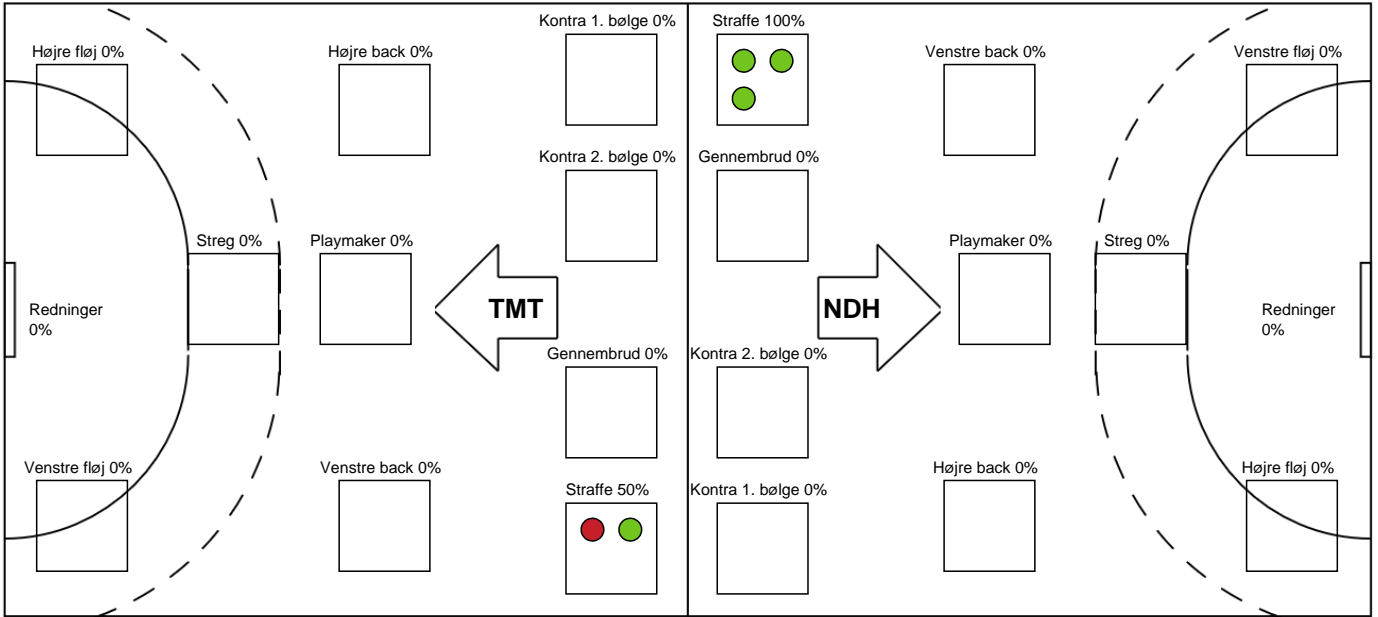 Kontra 1. bølge 0%
Straffe 100%
Højre fløj 0%
Højre back 0%
Venstre back 0%
Venstre fløj 0%
Kontra 2. bølge 0%
Gennembrud 0%
Streg 0%
Playmaker 0%
Playmaker 0%
Streg 0%
Redninger
0%
TMT
NDH
Redninger
0%
Gennembrud 0%
Kontra 2. bølge 0%
Venstre fløj 0%
Venstre back 0%
Højre back 0%
Højre fløj 0%
Straffe 50%
Kontra 1. bølge 0%